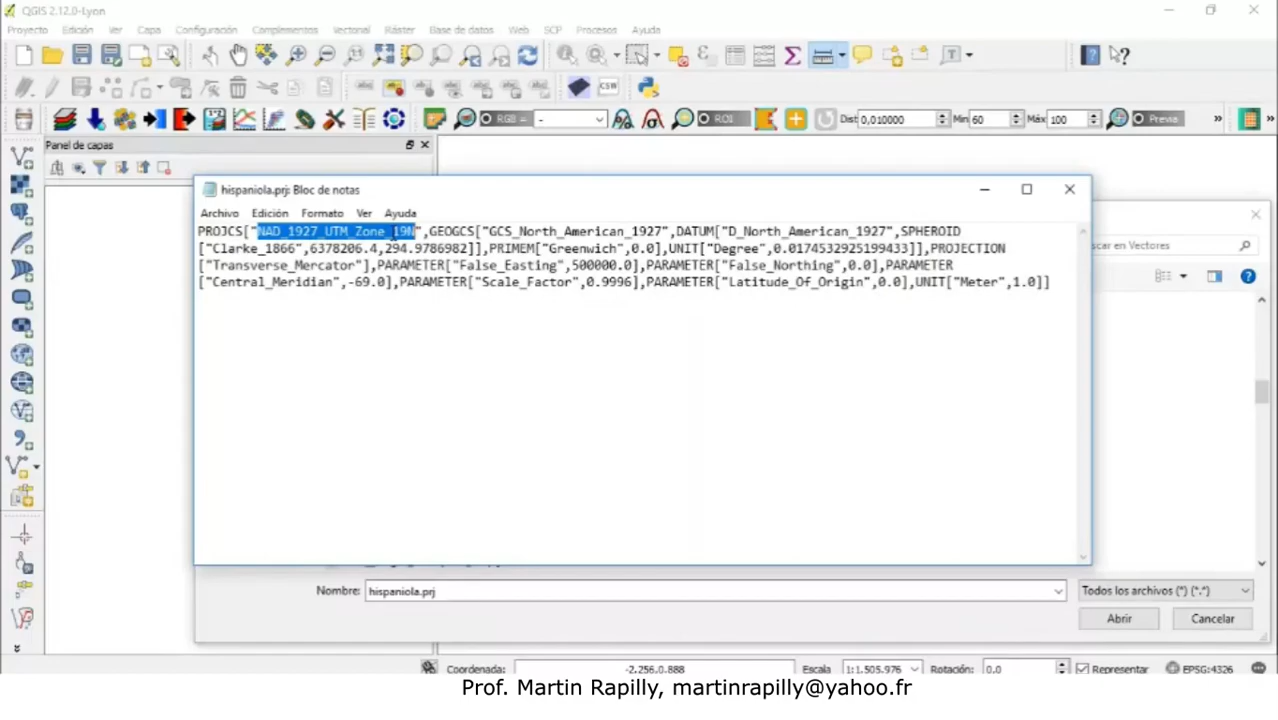 QGIS 2.12.0-Lyon
Proyecto Edición Ver Capa Configuración Complementos Vectorial Ráster Base de datos Web SCP Procesos Ayuda
CSW
RGB = - ROI Dist 0,010000 Mín 60 Máx 100 Previa
Panel de capas
hispaniola.prj: Bloc de notas
Archivo Edición Formato Ver Ayuda
PROJCS["NAD_1927_UTM_Zone_19N",GEOGCS["GCS_North_American_1927",DATUM["D_North_American_1927",SPHEROID
["Clarke_1866",6378206.4,294.9786982]],PRIMEM["Greenwich",0.0],UNIT["Degree",0.0174532925199433]],PROJECTION
["Transverse_Mercator"],PARAMETER["False_Easting",500000.0],PARAMETER["False_Northing",0.0],PARAMETER
["Central_Meridian",-69.0],PARAMETER["Scale_Factor",0.9996],PARAMETER["Latitude_Of_Origin",0.0],UNIT["Meter",1.0]]
scar en Vectores
Nombre: hispaniola.prj Todos los archivos (*) (*.*)
Abrir Cancelar
Coordenada: -2.256,0.888 Escala 1:1.505.976 Rotación: 0,0 Representar EPSG:4326
Prof. Martin Rapilly, martinrapilly@yahoo.fr